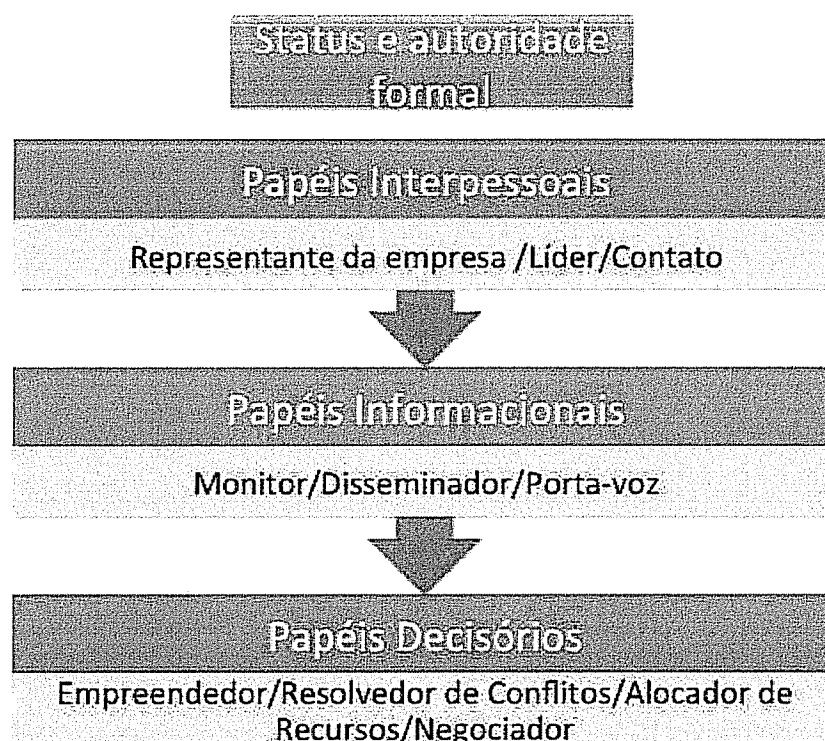 Status e autoridade
formal
Papéis Interpessoais
Representante da empresa /Líder/Contato
Papéis Informacionais
Monitor/Disseminador/Porta-voz
Papéis Decisórios
Empreendedor/Resolvedor de Conflitos/Alocador de
Recursos/Negociador